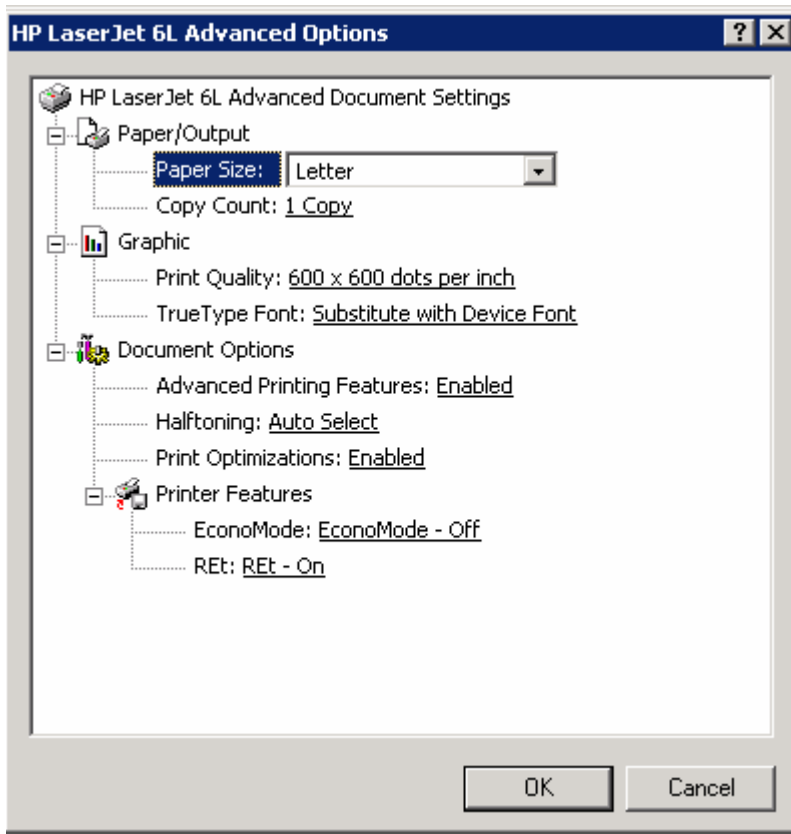 HP LaserJet 6L Advanced Options
HP LaserJet 6L Advanced Document Settings
Paper/Output
Paper Size: Letter
Copy Count: 1 Copy
Graphic
Print Quality: 600 x 600 dots per inch
TrueType Font: Substitute with Device Font
Document Options
Advanced Printing Features: Enabled
Halftoning: Auto Select
Print Optimizations: Enabled
Printer Features
EconoMode: EconoMode - Off
REt: REt - On
OK Cancel